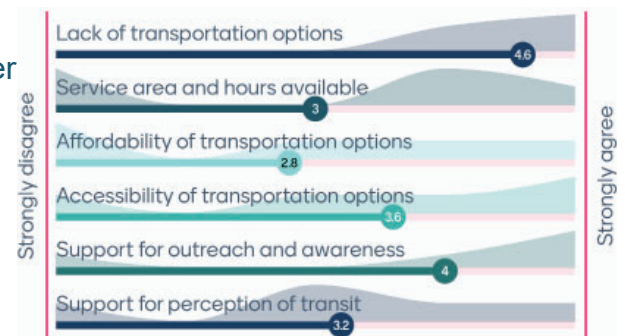 Lack of transportation options
4.6
er
Service area and hours available
3
Affordability of transportation options
2.8
Accessibility of transportation options
3.6
Support for outreach and awareness
4
Support for perception of transit
3.2
Strongly disagree
Strongly agree